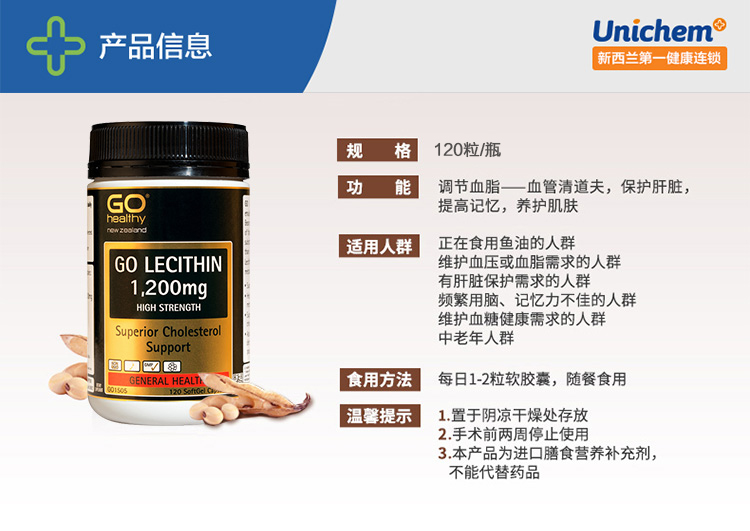 产品信息
Unichem
新西兰第一健康连锁
GO
healthy
new zealand
GO LECITHIN
1,200mg
HIGH STRENGTH
Superior Cholesterol
Support
GENERAL HEALTH
GO1505
120 SoftGel
规格 120粒/瓶
功能 调节血脂——血管清道夫，保护肝脏，
提高记忆，养护肌肤
适用人群 正在食用鱼油的人群
维护血压或血脂需求的人群
有肝脏保护需求的人群
频繁用脑、记忆力不佳的人群
维护血糖健康需求的人群
中老年人群
食用方法 每日1-2粒软胶囊，随餐食用
温馨提示 1.置于阴凉干燥处存放
2.手术前两周停止使用
3.本产品为进口膳食营养补充剂，
不能代替药品